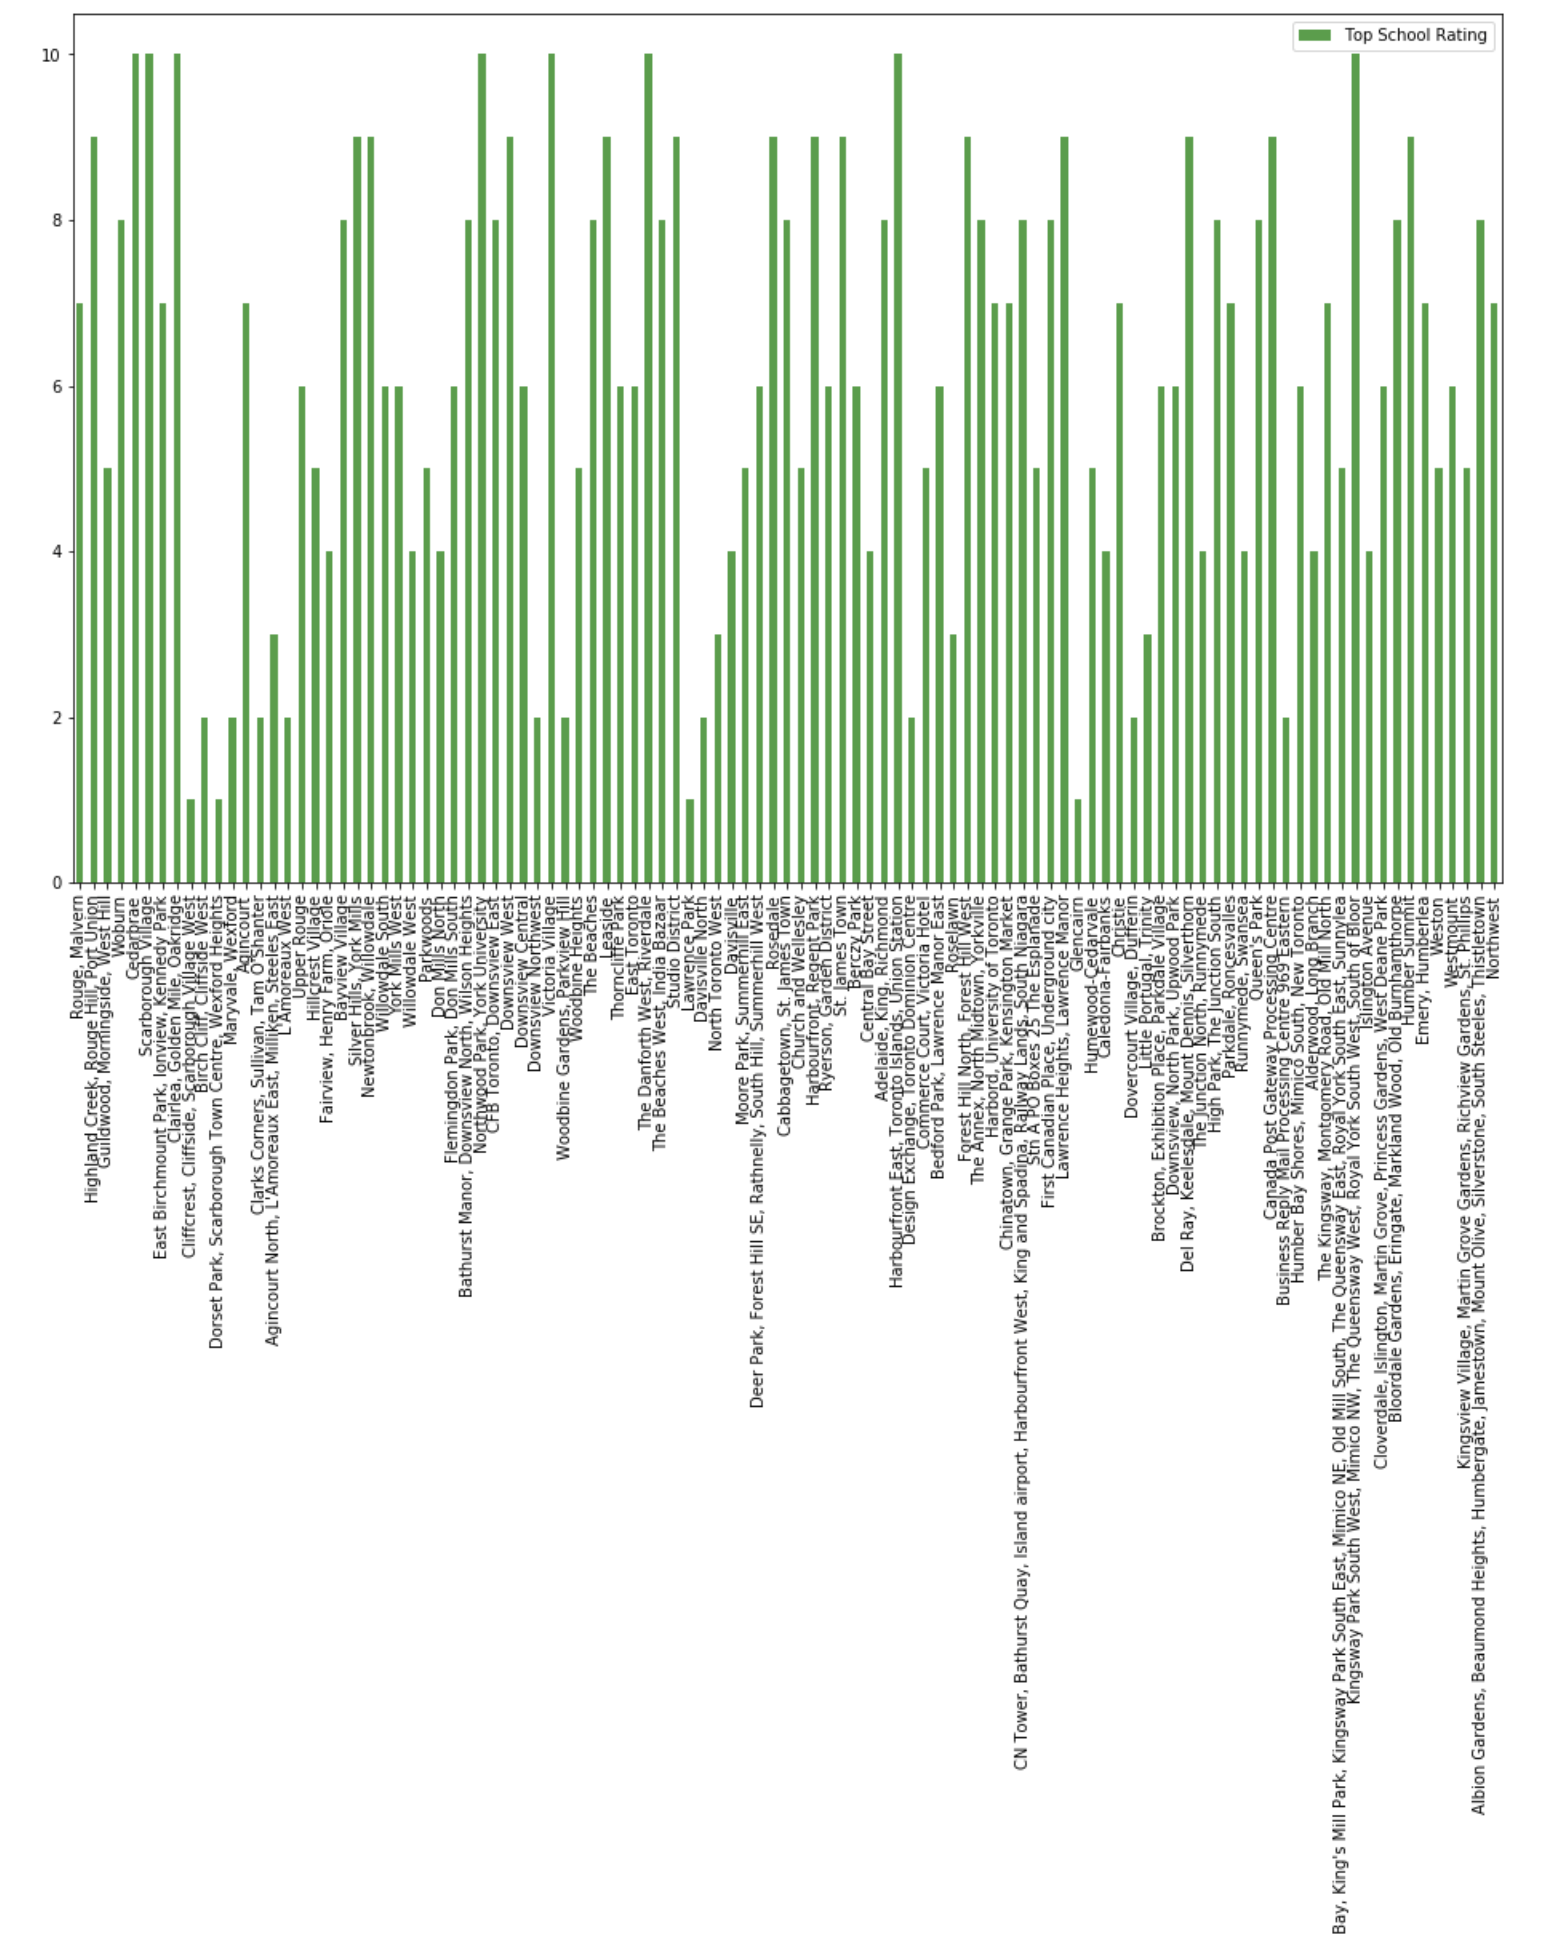 Top School Rating
10
8
6
4
2
0
Rouge, Malvern
Highland Creek, Rouge Hill, Port Union
Guildwood, Morningside, West Hill
Woburn
Cedarbrae
Scarborough Village
East Birchmount Park, Ionview, Kennedy Park
Clairlea, Golden Mile, Oakridge
Cliffcrest, Cliffside, Scarborough Village West
Birch Cliff, Cliffside West
Dorset Park, Scarborough Town Centre, Wexford Heights
Maryvale, Wexford
Agincourt
Clarks Corners, Sullivan, Tam O'Shanter
Agincourt North, L'Amoreaux East, Milliken, Steeles East
L'Amoreaux West
Upper Rouge
Hillcrest Village
Fairview, Henry Farm, Oriole
Bayview Village
Silver Hills, York Mills
Newtonbrook, Willowdale
Willowdale South
York Mills West
Willowdale West
Parkwoods
Don Mills North
Flemingdon Park, Don Mills South
Bathurst Manor, Downsview North, Wilson Heights
Northwood Park, York University
CFB Toronto, Downsview East
Downsview West
Downsview Central
Downsview Northwest
Victoria Village
Woodbine Gardens, Parkview Hill
Woodbine Heights
The Beaches
Leaside
Thorncliffe Park
East Toronto
The Danforth West, Riverdale
The Beaches West, India Bazaar
Studio District
Lawrence Park
Davisville North
North Toronto West
Davisville
Moore Park, Summerhill East
Deer Park, Forest Hill SE, Rathnelly, South Hill, Summerhill West
Rosedale
Cabbagetown, St. James Town
Church and Wellesley
Harbourfront, Regent Park
Ryerson, Garden District
St. James Town
Berczy Park
Central Bay Street
Adelaide, King, Richmond
Harbourfront East, Toronto Islands, Union Station
Design Exchange, Toronto Dominion Centre
Commerce Court, Victoria Hotel
Bedford Park, Lawrence Manor East
Roselawn
Forest Hill North, Forest Hill West
The Annex, North Midtown, Yorkville
Harbord, University of Toronto
Chinatown, Grange Park, Kensington Market
CN Tower, Bathurst Quay, Island airport, Harbourfront West, King and Spadina, Railway Lands, South Niagara
Stn A PO Boxes 25 The Esplanade
First Canadian Place, Underground city
Lawrence Heights, Lawrence Manor
Glencairn
Humewood-Cedarvale
Caledonia-Fairbanks
Christie
Dovercourt Village, Dufferin
Little Portugal, Trinity
Brockton, Exhibition Place, Parkdale Village
Downsview, North Park, Upwood Park
Del Ray, Keelesdale, Mount Dennis, Silverthorn
The Junction North, Runnymede
High Park, The Junction South
Parkdale, Roncesvalles
Runnymede, Swansea
Queen's Park
Canada Post Gateway Processing Centre
Business Reply Mail Processing Centre 969 Eastern
Humber Bay Shores, Mimico South, New Toronto
Alderwood, Long Branch
The Kingsway, Montgomery Road, Old Mill North
Bay, King's Mill Park, Kingsway Park South East, Mimico NE, Old Mill South, The Queensway East, Royal York South East, Sunnylea
Kingsway Park South West, Mimico NW, The Queensway West, Royal York South West, South of Bloor
Islington Avenue
Cloverdale, Islington, Martin Grove, Princess Gardens, West Deane Park
Bloordale Gardens, Eringate, Markland Wood, Old Burnhamthorpe
Humber Summit
Emery, Humberlea
Weston
Westmount
Kingsview Village, Martin Grove Gardens, Richview Gardens, St. Phillips
Albion Gardens, Beaumond Heights, Humbergate, Jamestown, Mount Olive, Silverstone, South Steeles, Thistletown
Northwest